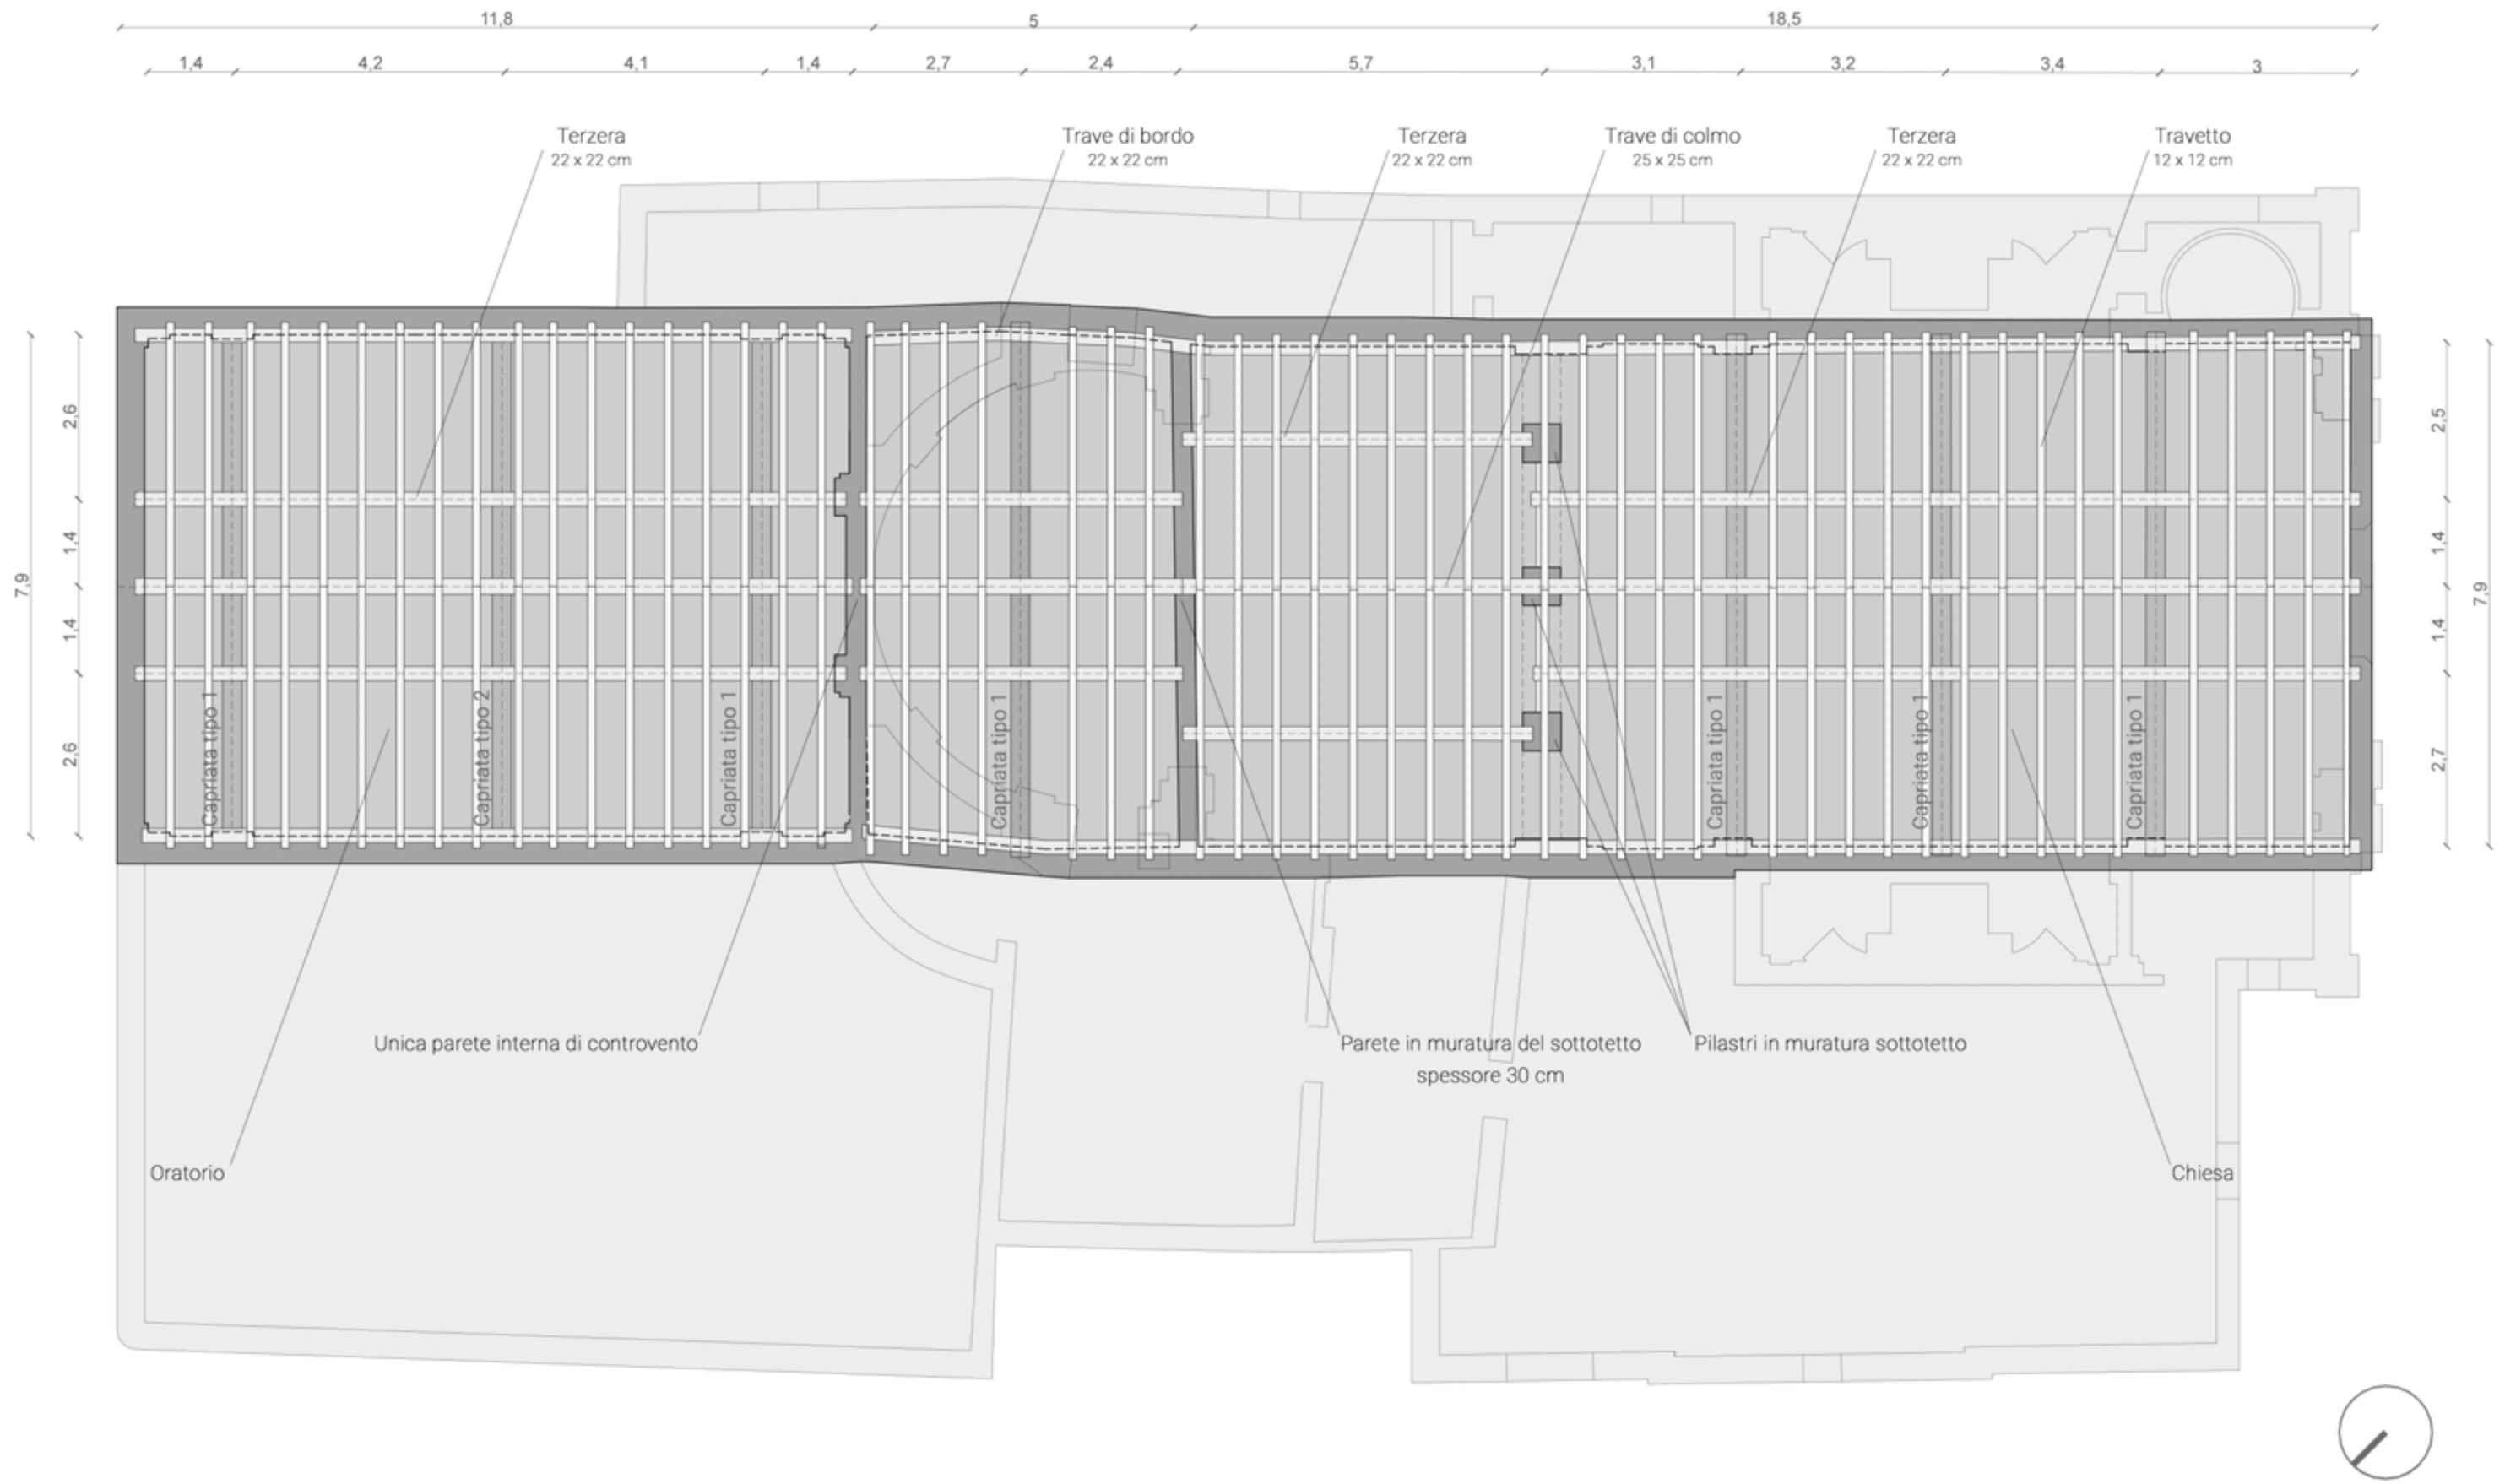 11,8
5
18,5
1,4
4,2
4,1
1,4
2,7
2,4
5,7
3,1
3,2
3,4
3
Terzera
22 x 22 cm
Trave di bordo
22 x 22 cm
Terzera
22 x 22 cm
Trave di colmo
25 x 25 cm
Terzera
22 x 22 cm
Travetto
12 x 12 cm
7,9
2,6
1,4
1,4
2,6
Capriata tipo 1
Capriata tipo 2
Capriata tipo 1
Capriata tipo 1
Capriata tipo 1
Capriata tipo 1
Capriata tipo 1
2,5
1,4
1,4
2,7
7,9
Unica parete interna di controvento
Parete in muratura del sottotetto
spessore 30 cm
Pilastri in muratura sottotetto
Oratorio
Chiesa